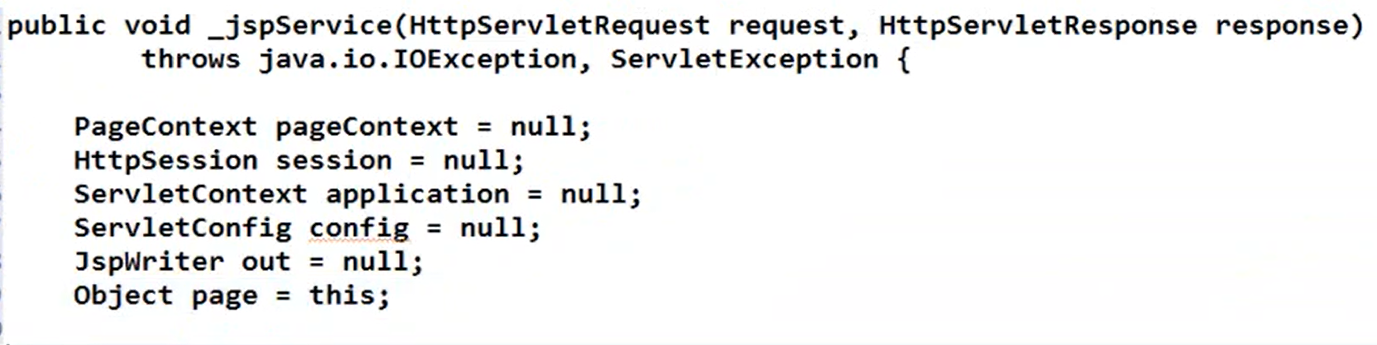 public void _jspService(HttpServletRequest request, HttpServletResponse response)
throws java.io.IOException, ServletException {
PageContext pageContext = null;
HttpSession session = null;
ServletContext application = null;
ServletConfig config = null;
JspWriter out = null;
Object page = this;